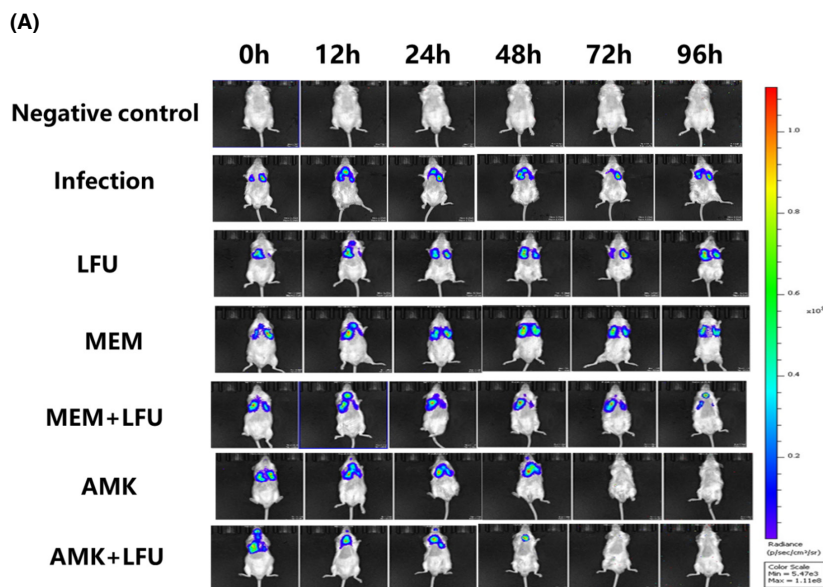 (A)
0h 12h 24h 48h 72h 96h
Negative control
Infection
LFU
MEM
MEM+LFU
AMK
AMK+LFU
1.0
0.8
0.6
0.4
0.2
Radiance
(p/sec/cm²/sr)
Color Scale
Min = 5.47e3
Max = 1.11e8